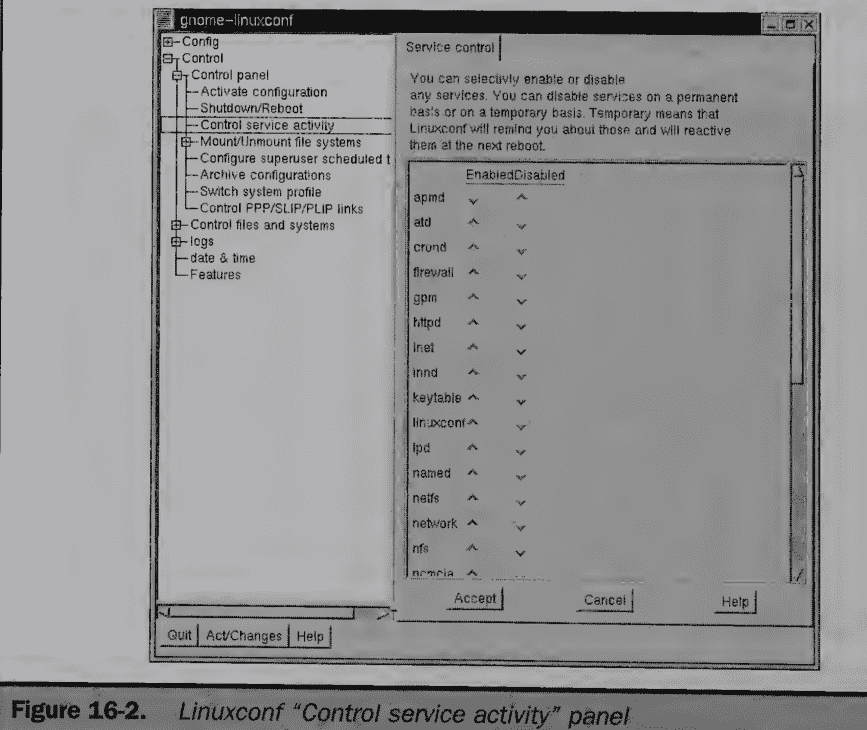 gnome-linuxconf
Config
Control
Control panel
Activate configuration
Shutdown/Reboot
Control service activity
Mount/Unmount file systems
Configure superuser scheduled t
Archive configurations
Switch system profile
Control PPP/SLIP/PLIP links
Control files and systems
logs
date & time
Features
Quit
Act/Changes
Help
Service control
You can selectivly enable or disable
any services. You can disable services on a permanent
basis or on a temporary basis. Temporary means that
Linuxconf will remind you about those and will reactive
them at the next reboot.
EnabledDisabled
apmd
atd
crond
firewall
gpm
httpd
inet
innd
keytable
linuxconf
lpd
named
netfs
network
nfs
pcmcia
Accept
Cancel
Help
Figure 16-2. Linuxconf “Control service activity” panel